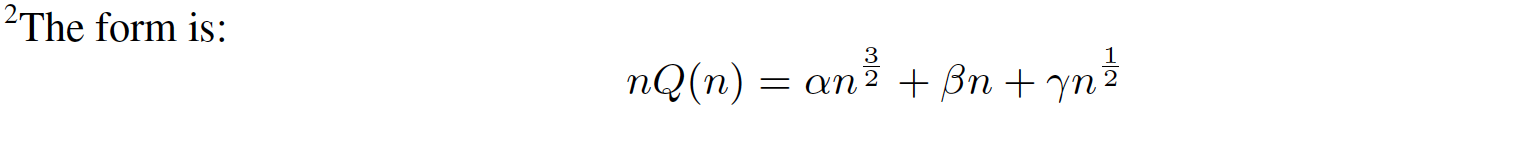 ²The form is:
nQ(n) = αn^{3/2} + βn + γn^{1/2}